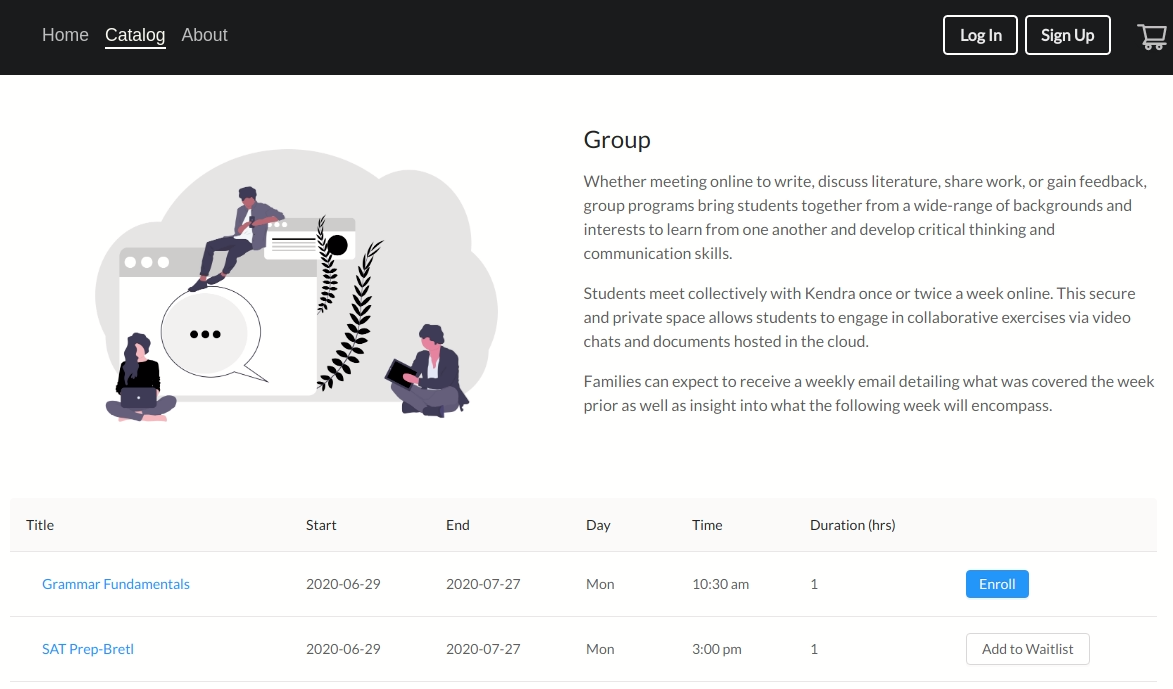 Home Catalog About Log In Sign Up
Group
Whether meeting online to write, discuss literature, share work, or gain feedback,
group programs bring students together from a wide-range of backgrounds and
interests to learn from one another and develop critical thinking and
communication skills.
Students meet collectively with Kendra once or twice a week online. This secure
and private space allows students to engage in collaborative exercises via video
chats and documents hosted in the cloud.
Families can expect to receive a weekly email detailing what was covered the week
prior as well as insight into what the following week will encompass.
Title Start End Day Time Duration (hrs)
Grammar Fundamentals 2020-06-29 2020-07-27 Mon 10:30 am 1 Enroll
SAT Prep-Bretl 2020-06-29 2020-07-27 Mon 3:00 pm 1 Add to Waitlist